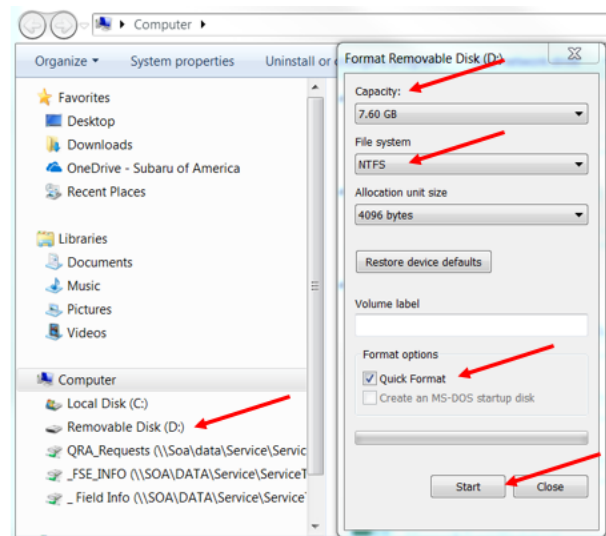 Computer
Organize
System properties
Uninstall or
Favorites
Desktop
Downloads
OneDrive - Subaru of America
Recent Places
Libraries
Documents
Music
Pictures
Videos
Computer
Local Disk (C:)
Removable Disk (D:)
QRA_Requests (\\Soa\data\Service\Servic
_FSE_INFO (\\SOA\DATA\Service\ServiceT
_ Field Info (\\SOA\DATA\Service\Service
Format Removable Disk (D:)
Capacity:
7.60 GB
File system
NTFS
Allocation unit size
4096 bytes
Restore device defaults
Volume label
Format options
Quick Format
Create an MS-DOS startup disk
Start
Close